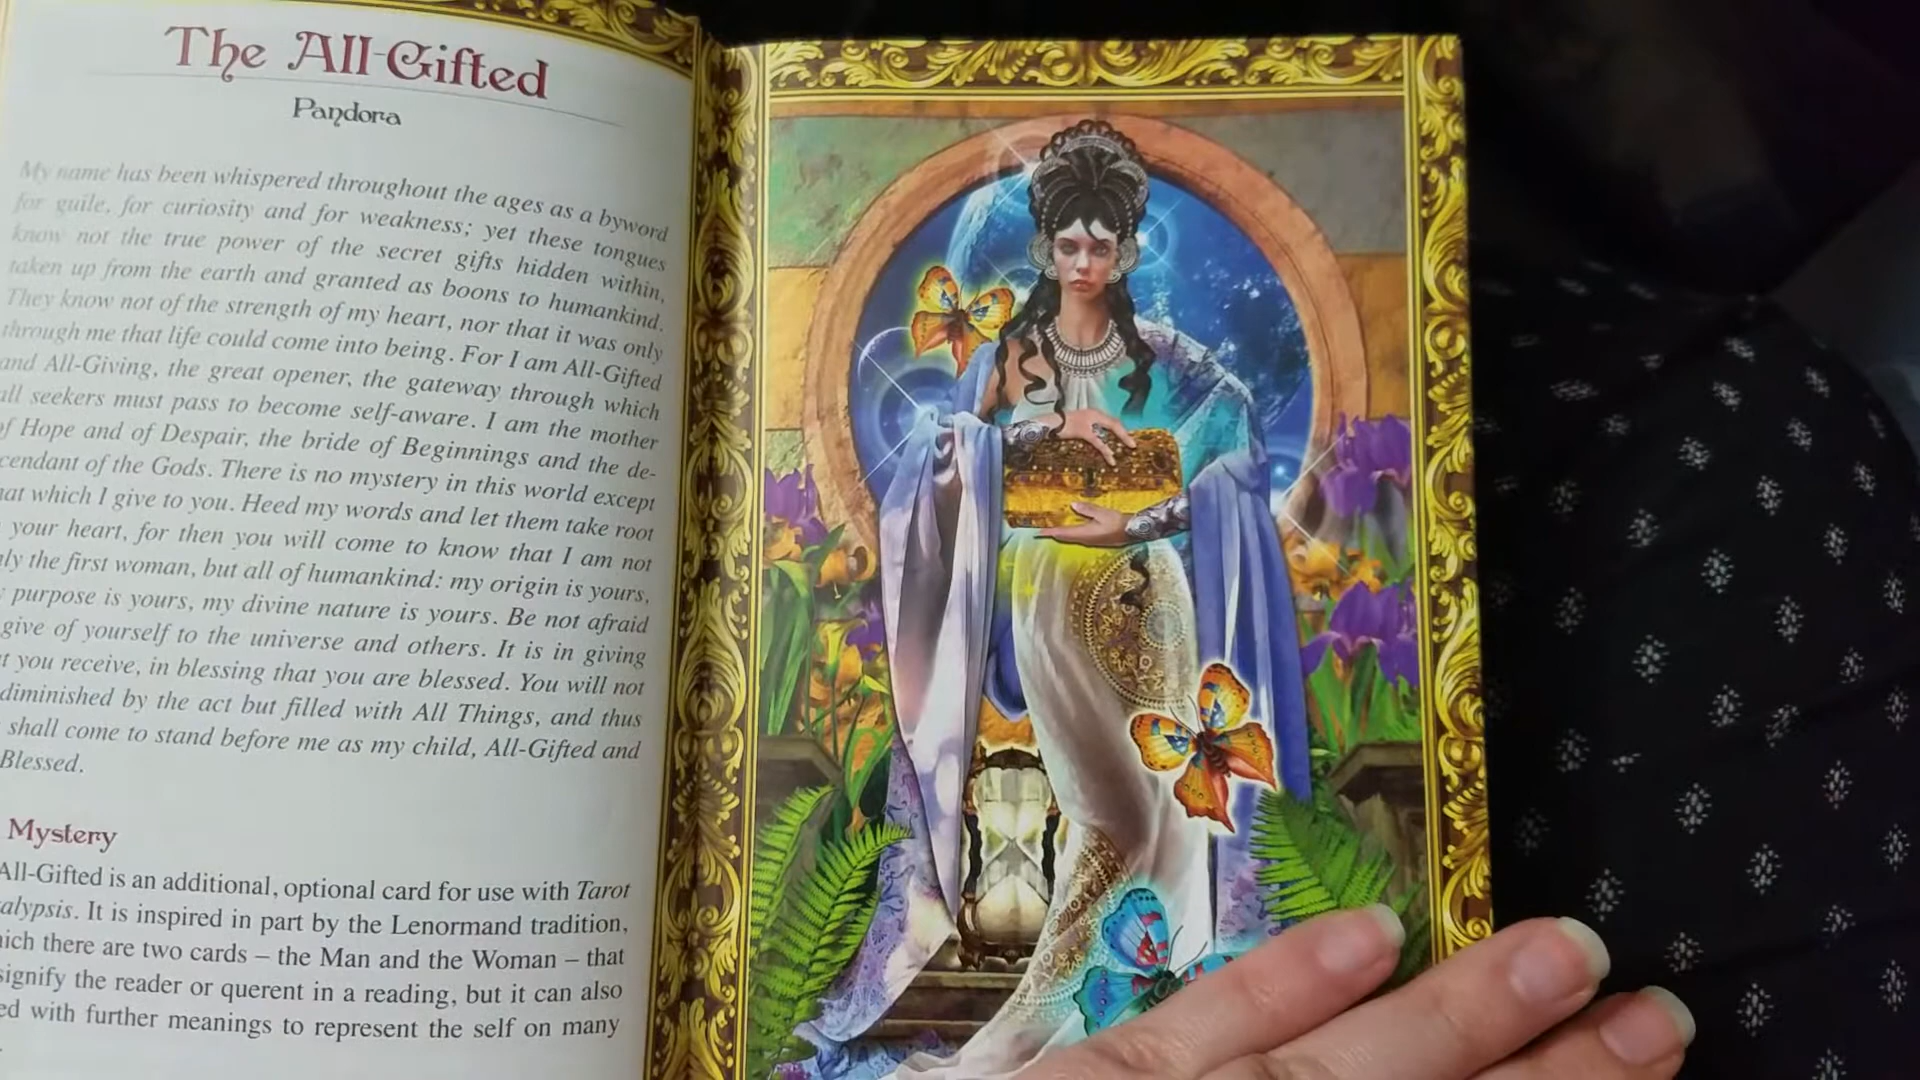 The All-Gifted
Pandora
My name has been whispered throughout the ages as a byword
for guile, for curiosity and for weakness; yet these tongues
know not the true power of the secret gifts hidden within,
taken up from the earth and granted as boons to humankind.
They know not of the strength of my heart, nor that it was only
through me that life could come into being. For I am All-Gifted
and All-Giving, the great opener, the gateway through which
all seekers must pass to become self-aware. I am the mother
of Hope and of Despair, the bride of Beginnings and the de-
cendant of the Gods. There is no mystery in this world except
hat which I give to you. Heed my words and let them take root
your heart, for then you will come to know that I am not
ly the first woman, but all of humankind: my origin is yours,
purpose is yours, my divine nature is yours. Be not afraid
give of yourself to the universe and others. It is in giving
t you receive, in blessing that you are blessed. You will not
diminished by the act but filled with All Things, and thus
shall come to stand before me as my child, All-Gifted and
Blessed.
Mystery
All-Gifted is an additional, optional card for use with Tarot
alypsis. It is inspired in part by the Lenormand tradition,
ich there are two cards – the Man and the Woman – that
signify the reader or querent in a reading, but it can also
ed with further meanings to represent the self on many